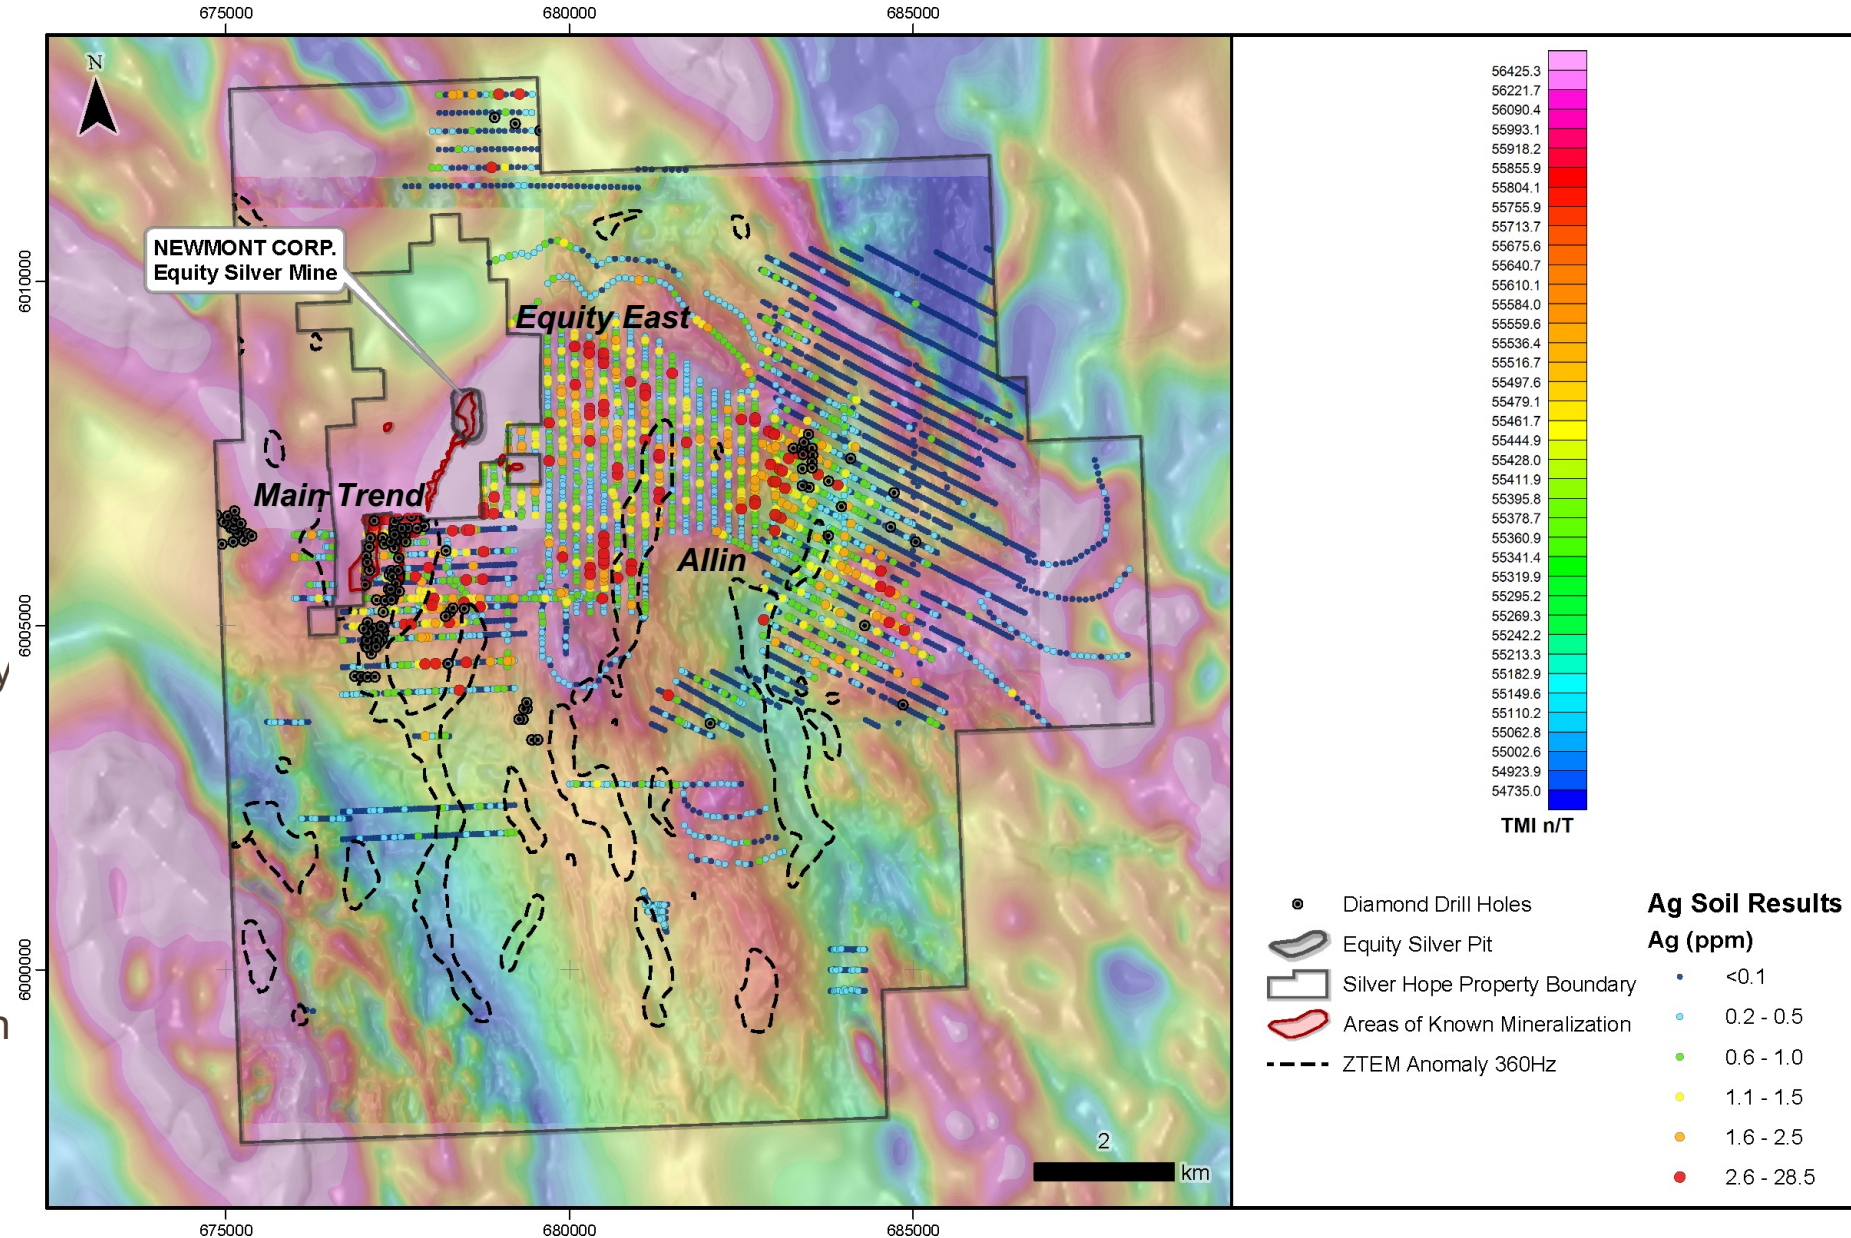 675000 680000 685000
N
6010000
6005000
6000000
NEWMONT CORP.
Equity Silver Mine
Equity East
Main Trend
Allin
2
km
675000 680000 685000
y
n
56425.3
56221.7
56090.4
55993.1
55918.2
55855.9
55804.1
55755.9
55713.7
55675.6
55640.7
55610.1
55584.0
55559.6
55536.4
55516.7
55497.6
55479.1
55461.7
55444.9
55428.0
55411.9
55395.8
55378.7
55360.9
55341.4
55319.9
55295.2
55269.3
55242.2
55213.3
55182.9
55149.6
55110.2
55062.8
55002.6
54923.9
54735.0
TMI n/T
Diamond Drill Holes
Equity Silver Pit
Silver Hope Property Boundary
Areas of Known Mineralization
ZTEM Anomaly 360Hz
Ag Soil Results
Ag (ppm)
<0.1
0.2 - 0.5
0.6 - 1.0
1.1 - 1.5
1.6 - 2.5
2.6 - 28.5